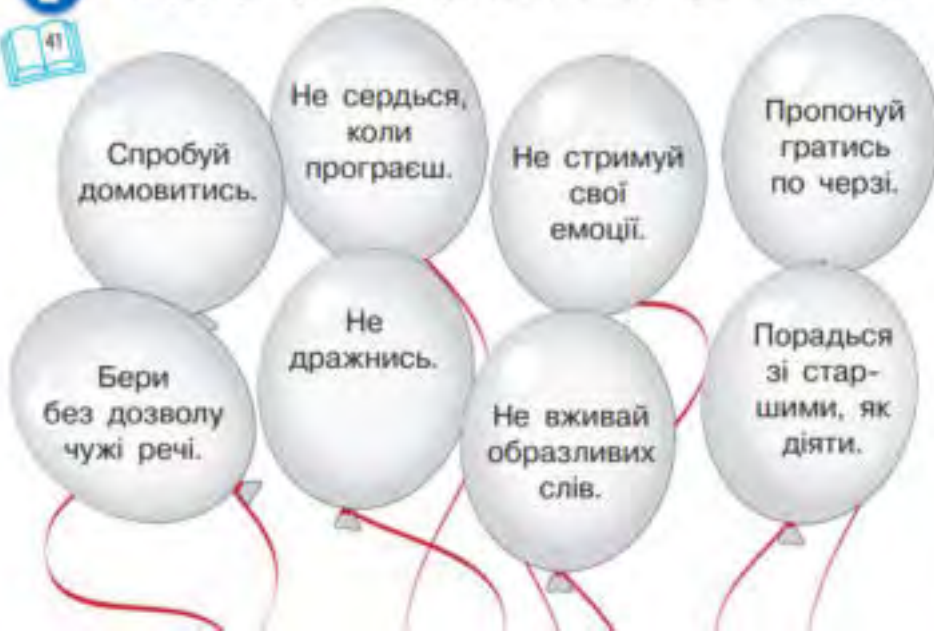 41
Спробуй
домовитись.
Не сердься,
коли
програєш.
Не стримуй
свої
емоції.
Пропонуй
гратись
по черзі.
Бери
без дозволу
чужі речі.
Не
дражнись.
Не вживай
образливих
слів.
Порадься
зі стар-
шими, як
діяти.